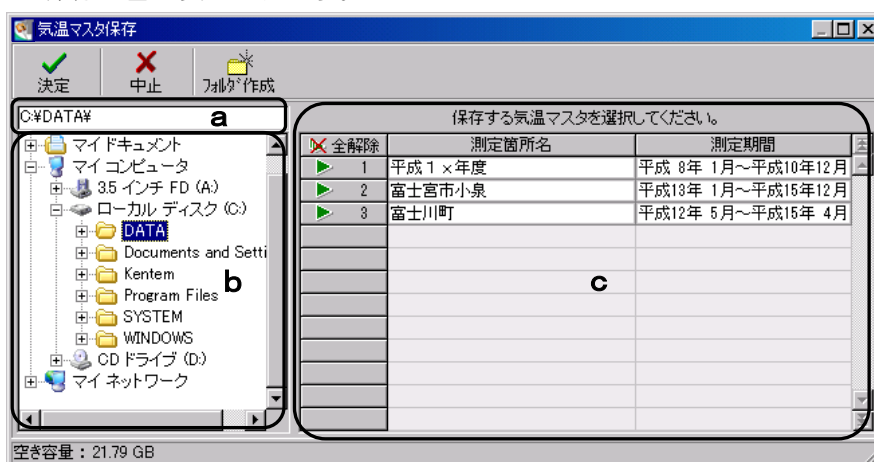 気温マスタ保存
決定 中止 ﾌｫﾙﾀﾞ作成
C:¥DATA¥ a
保存する気温マスタを選択してください。
マイ ドキュメント
マイ コンピュータ
3.5 インチ FD (A:)
ローカル ディスク (C:)
DATA
Documents and Setti
Kentem
Program Files
SYSTEM
WINDOWS
CD ドライブ (D:)
マイ ネットワーク
b
全解除 測定箇所名 測定期間
1 平成1×年度 平成 8年 1月~平成10年12月
2 富士宮市小泉 平成13年 1月~平成15年12月
3 富士川町 平成12年 5月~平成15年 4月
c
空き容量：21.79 GB